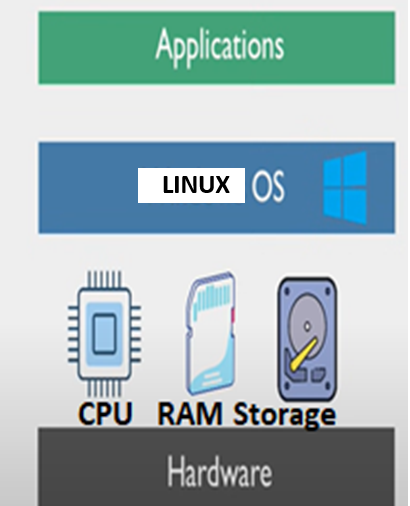 Applications
LINUX OS
CPU RAM Storage
Hardware